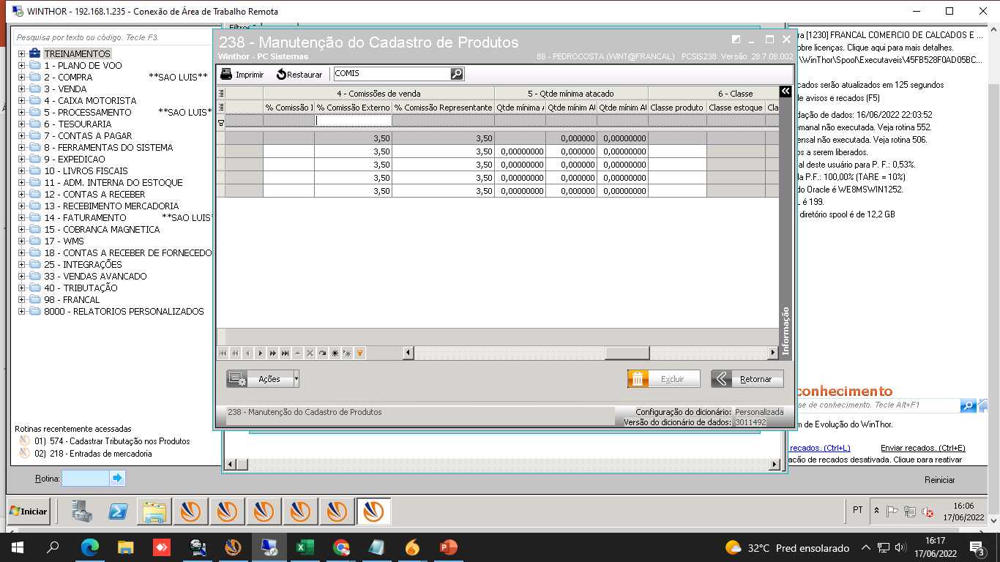 WINTHOR - 192.168.1.235 - Conexão de Área de Trabalho Remota
Pesquisa por texto ou código. Tecle F3.
TREINAMENTOS
1 - PLANO DE VOO
2 - COMPRA **SAO LUIS**
3 - VENDA
4 - CAIXA MOTORISTA
5 - PROCESSAMENTO **SAO LUIS*
6 - TESOURARIA
7 - CONTAS A PAGAR
8 - FERRAMENTAS DO SISTEMA
9 - EXPEDICAO
10 - LIVROS FISCAIS
11 - ADM. INTERNA DO ESTOQUE
12 - CONTAS A RECEBER
13 - RECEBIMENTO MERCADORIA
14 - FATURAMENTO **SAO LUIS*
15 - COBRANCA MAGNETICA
17 - WMS
18 - CONTAS A RECEBER DE FORNECEDO
25 - INTEGRAÇÕES
33 - VENDAS AVANCADO
40 - TRIBUTAÇÃO
98 - FRANCAL
8000 - RELATORIOS PERSONALIZADOS
Rotinas recentemente acessadas
01) 574 - Cadastrar Tributação nos Produtos
02) 218 - Entradas de mercadoria
Rotina:
238 - Manutenção do Cadastro de Produtos
Winthor - PC Sistemas 88 - PEDROCOSTA (WINT@FRANCAL) PCSIS238 Versão 28.7.08.002
Imprimir Restaurar COMIS
4 - Comissões de venda 5 - Qtde mínima atacado 6 - Classe
% Comissão I % Comissão Externo % Comissão Representante Qtde mínima A Qtde mínim Al Qtde mínim Al Classe produto Classe estoque Cla
3,50 3,50 0,000000 0,00000000
3,50 3,50 0,00000000 0,000000 0,00000000
3,50 3,50 0,00000000 0,000000 0,00000000
3,50 3,50 0,00000000 0,000000 0,00000000
3,50 3,50 0,00000000 0,000000 0,00000000
Informação
Ações Excluir Retornar
238 - Manutenção do Cadastro de Produtos
Configuração do dicionário: Personalizada
Versão do dicionário de dados: 3011492
ra [1230] FRANCAL COMERCIO DE CALCADOS E ...
obre licenças. Clique aqui para mais detalhes.
\WinThor\Spool\Executaveis\45FB528F0AD05BC...
cados serão atualizados em 125 segundos
de avisos e recados (F5)
dação de dados: 16/06/2022 22:03:52
emanal não executada. Veja rotina 552.
ensal não executada. Veja rotina 506.
os a serem liberados.
al deste usuário para P. F.: 0,53%.
la P.F.: 100,00% (TARE = 10%)
do Oracle é WE8MSWIN1252.
é 199.
diretório spool é de 12,2 GB
conhecimento
se de conhecimento. Tecle Alt+F1
m de Evolução do WinThor.
recados. (Ctrl+L) Enviar recados. (Ctrl+E)
ação de recados desativada. Clique para reativar
Reiniciar
Iniciar
PT
16:06
17/06/2022
32°C Pred ensolarado
16:17
17/06/2022
3